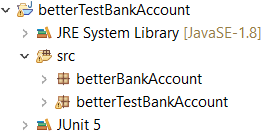 betterTestBankAccount
JRE System Library [JavaSE-1.8]
src
betterBankAccount
betterTestBankAccount
JUnit 5